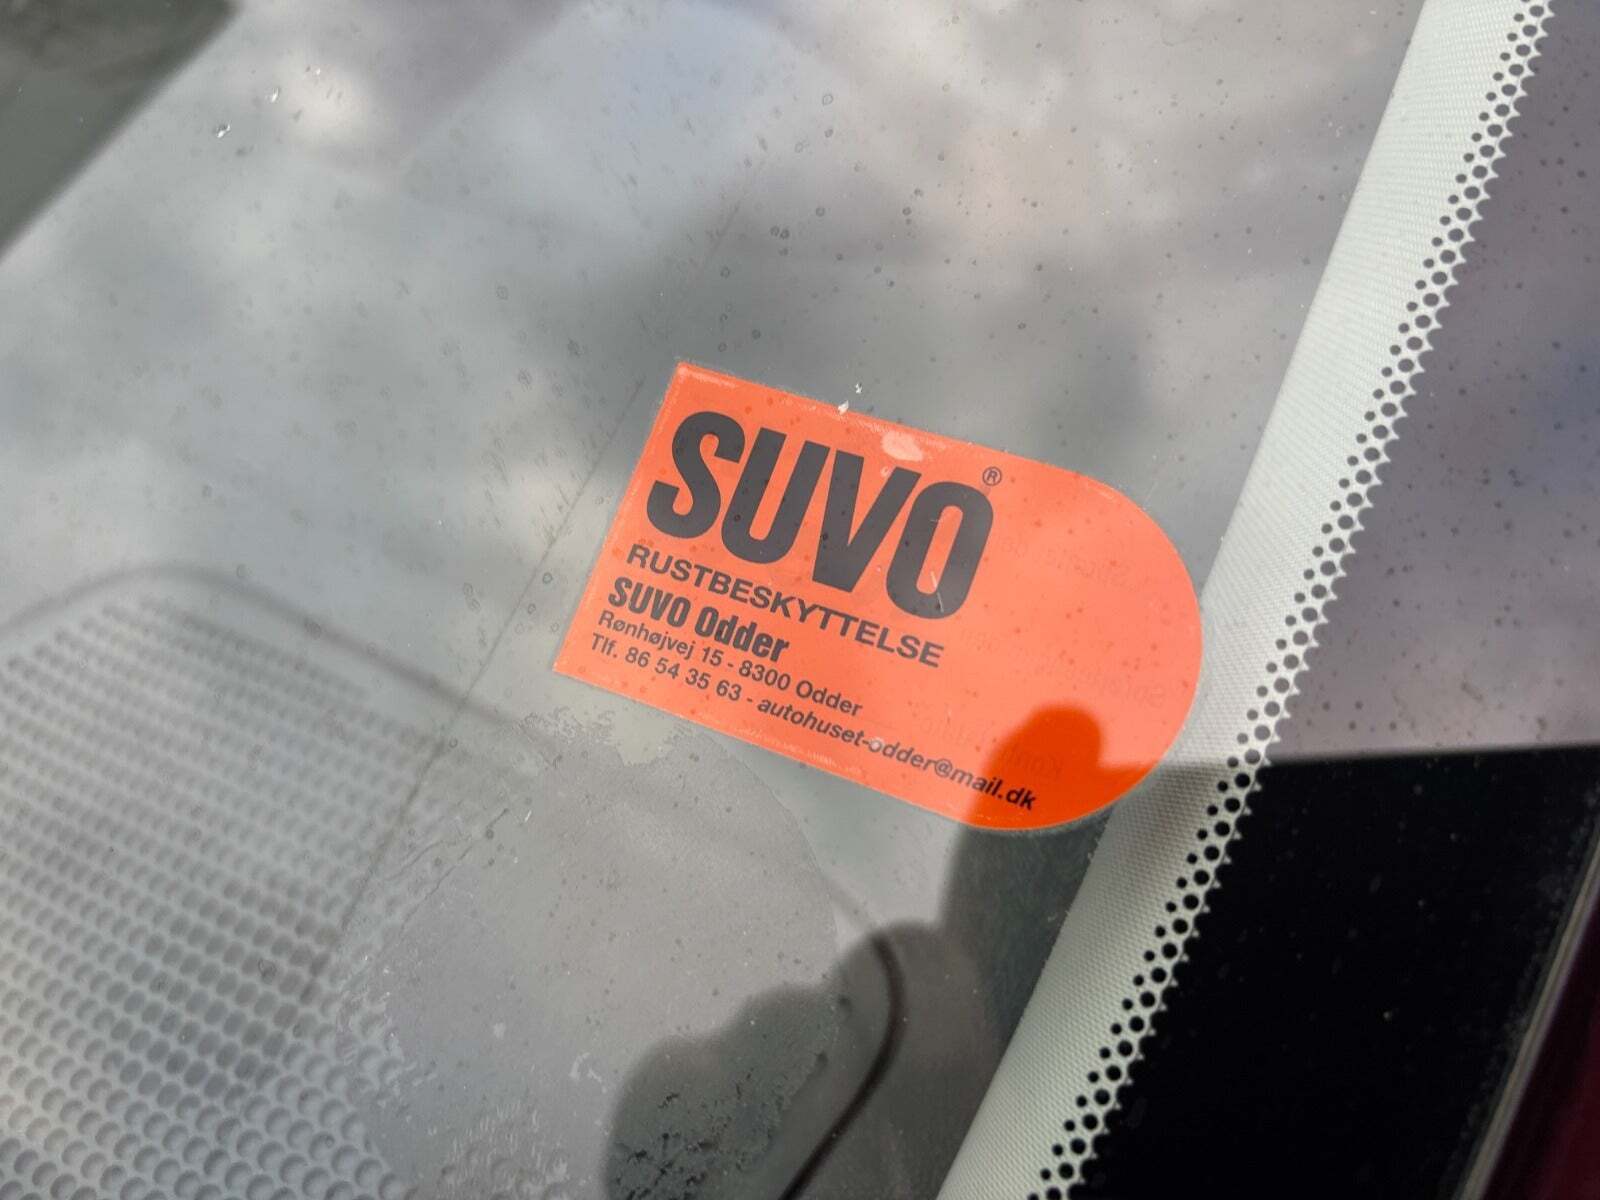 SUVO®
RUSTBESKYTTELSE
SUVO Odder
Rønhøjvej 15 - 8300 Odder
Tlf. 86 54 35 63 - autohuset-odder@mail.dk